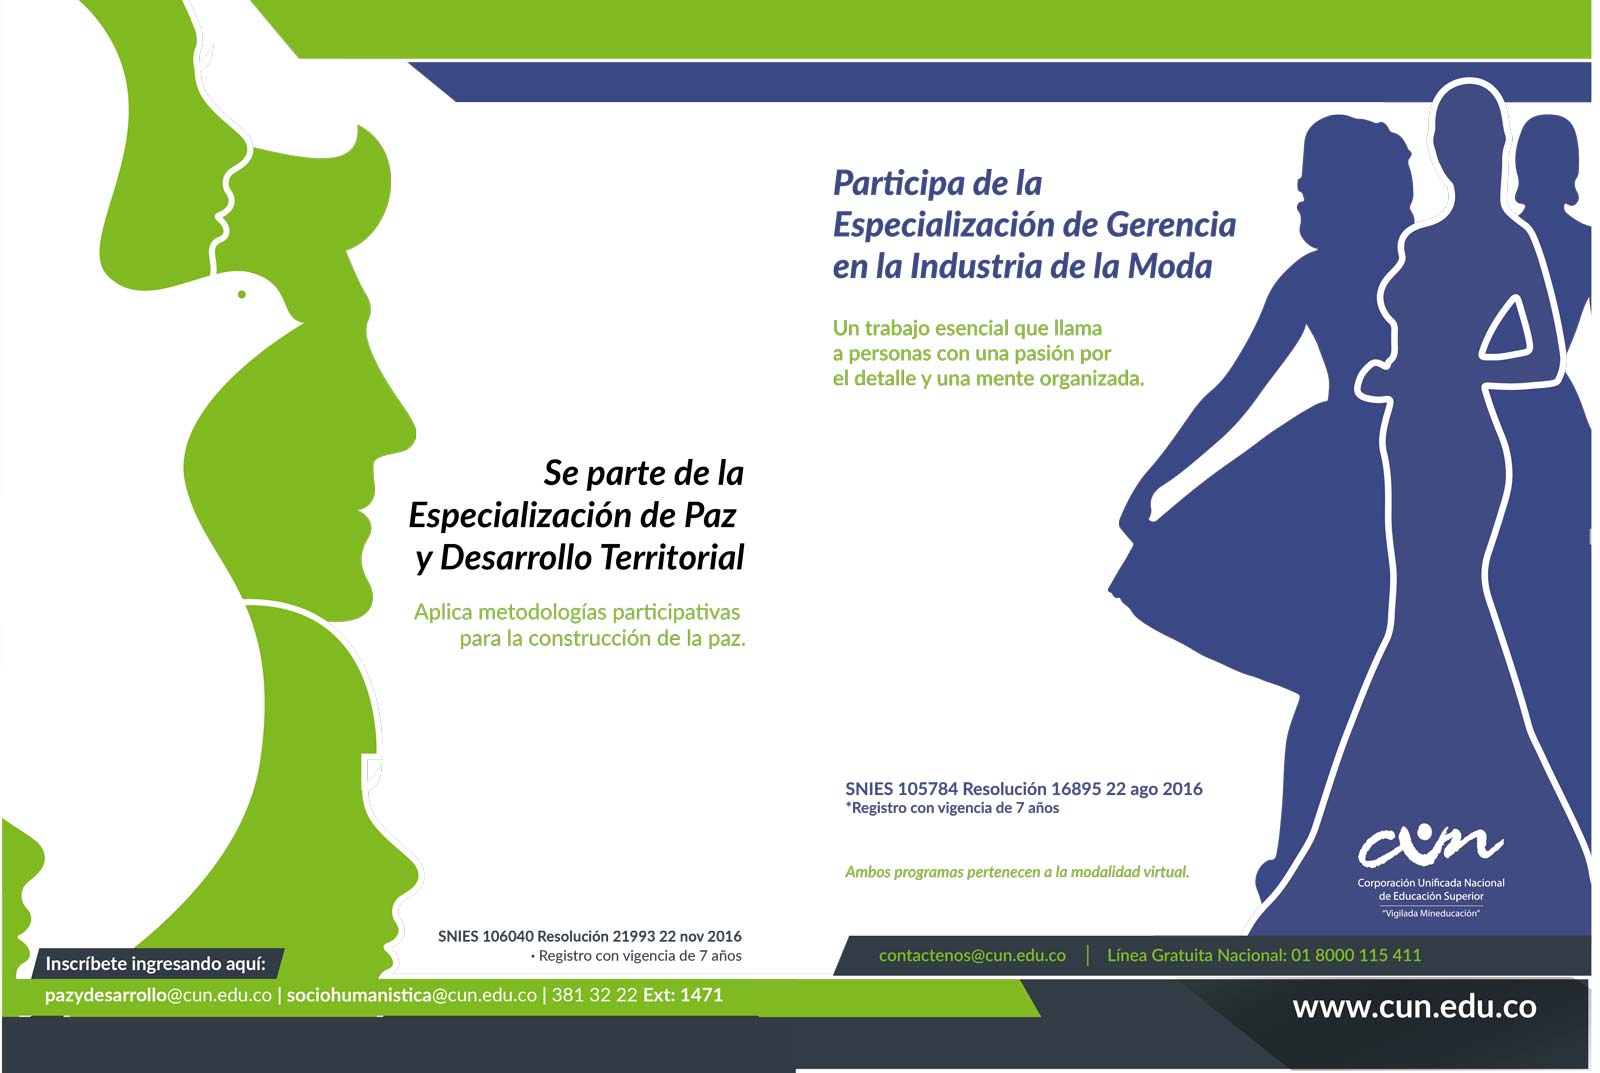 Se parte de la
Especialización de Paz
y Desarrollo Territorial
Aplica metodologías participativas
para la construcción de la paz.
SNIES 106040 Resolución 21993 22 nov 2016
· Registro con vigencia de 7 años
Inscríbete ingresando aquí:
pazydesarrollo@cun.edu.co | sociohumanistica@cun.edu.co | 381 32 22 Ext: 1471
Participa de la
Especialización de Gerencia
en la Industria de la Moda
Un trabajo esencial que llama
a personas con una pasión por
el detalle y una mente organizada.
SNIES 105784 Resolución 16895 22 ago 2016
*Registro con vigencia de 7 años
Ambos programas pertenecen a la modalidad virtual.
cun
Corporación Unificada Nacional
de Educación Superior
"Vigilada Mineducación"
contactenos@cun.edu.co | Línea Gratuita Nacional: 01 8000 115 411
www.cun.edu.co